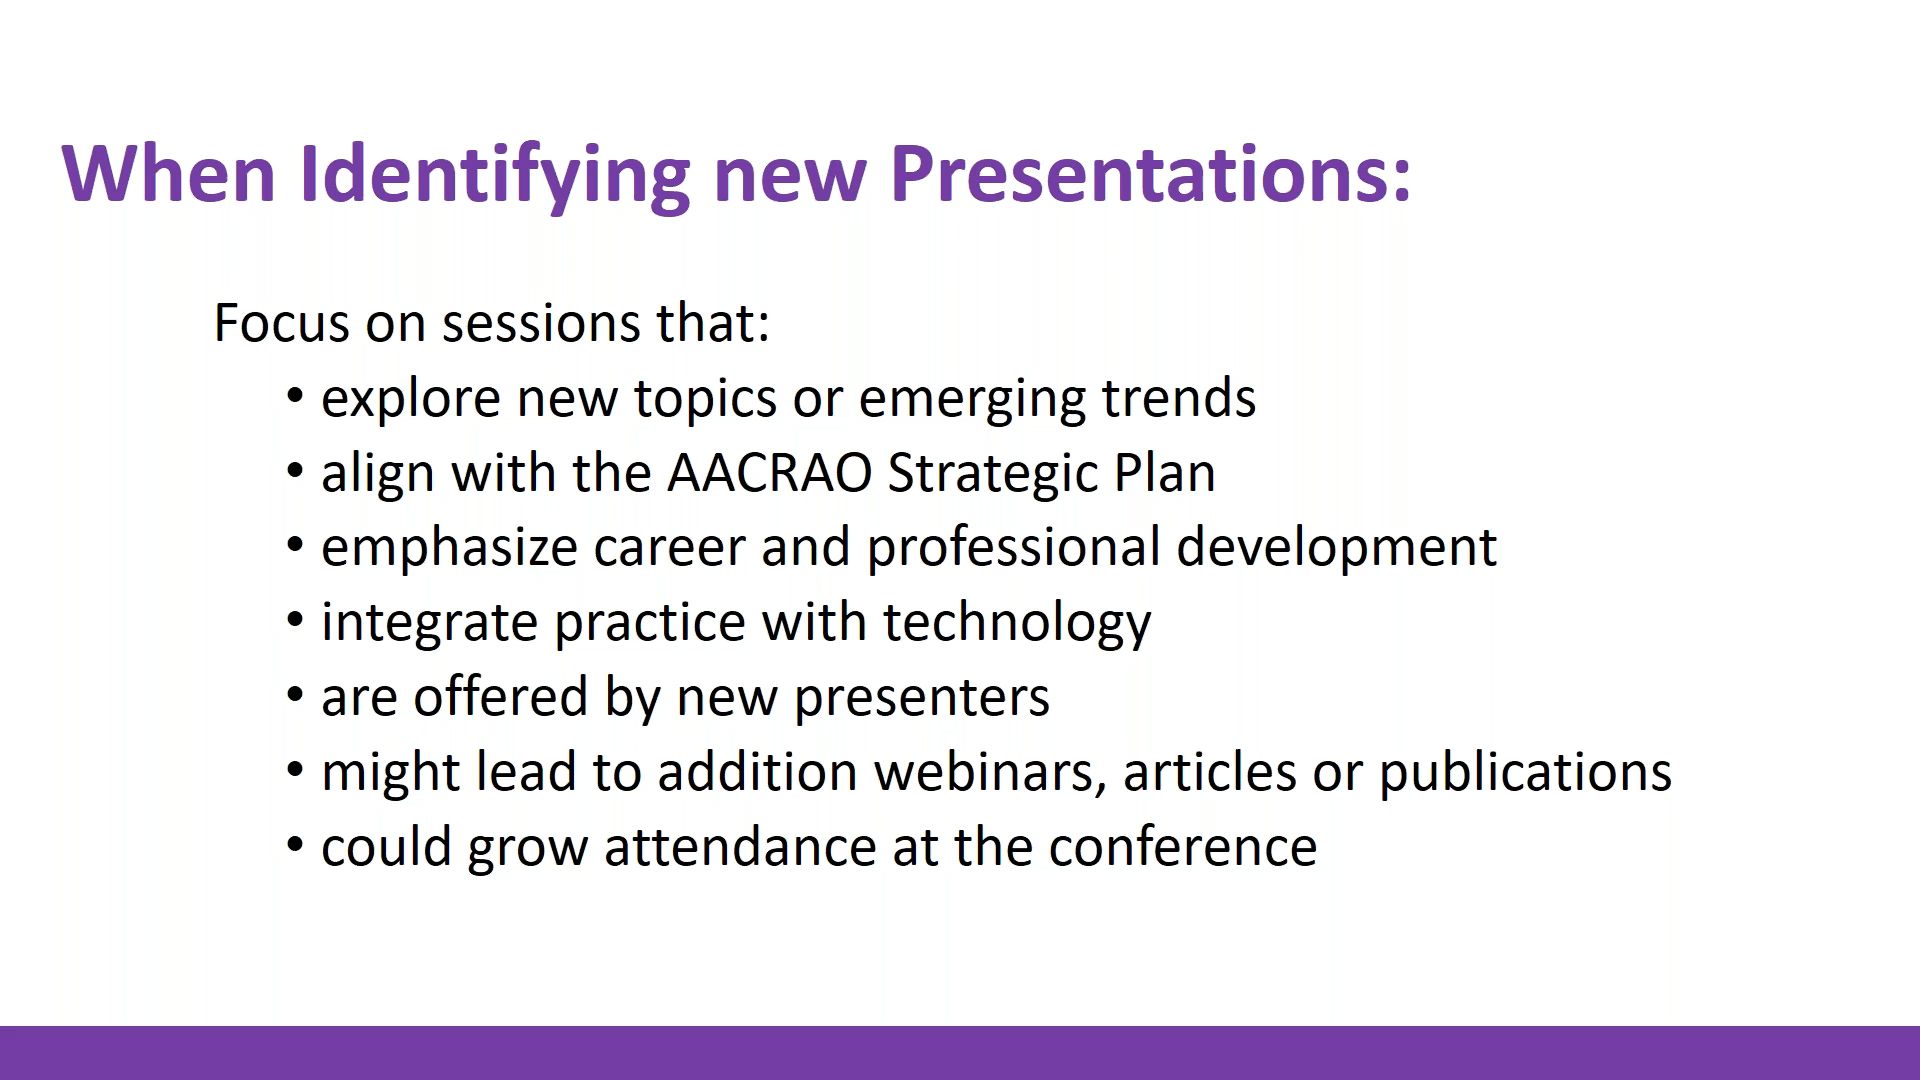 When Identifying new Presentations:
Focus on sessions that:
• explore new topics or emerging trends
• align with the AACRAO Strategic Plan
• emphasize career and professional development
• integrate practice with technology
• are offered by new presenters
• might lead to addition webinars, articles or publications
• could grow attendance at the conference